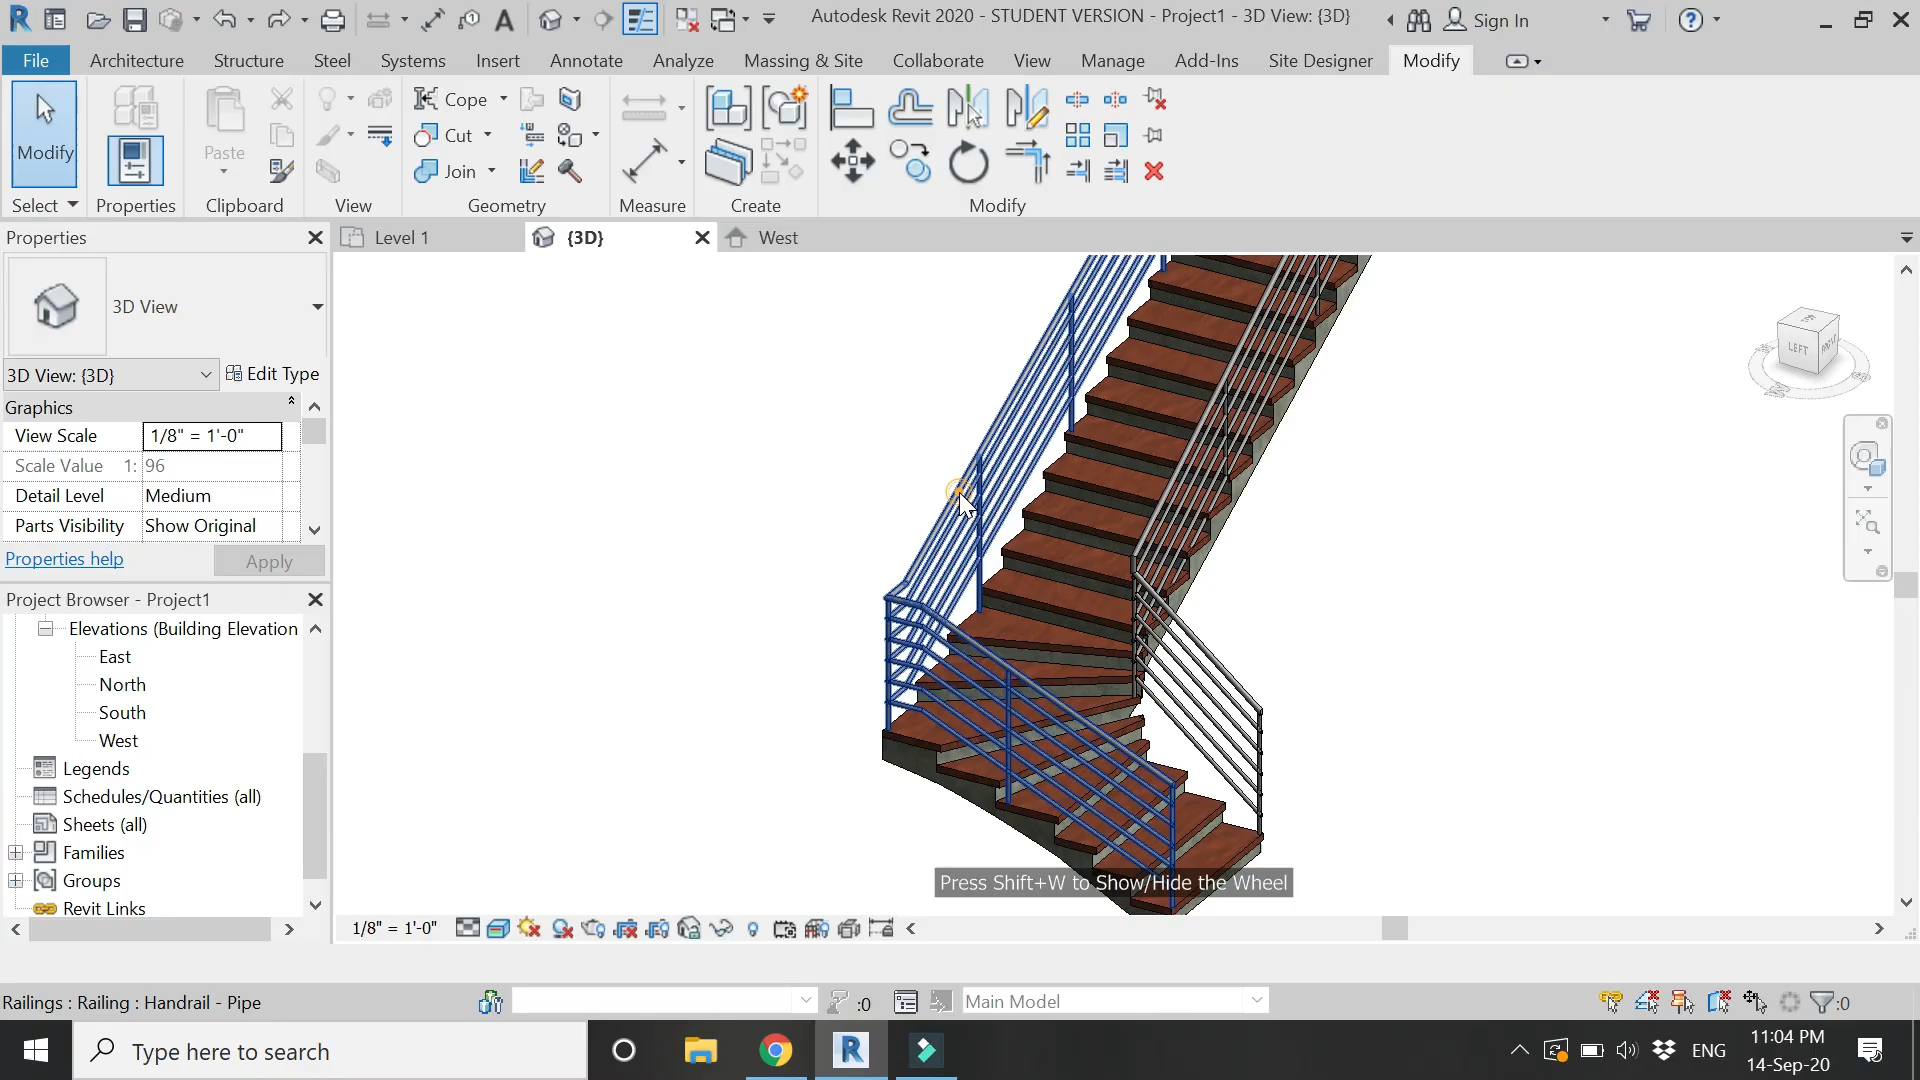 Autodesk Revit 2020 - STUDENT VERSION - Project1 - 3D View: {3D}
Sign In
File Architecture Structure Steel Systems Insert Annotate Analyze Massing & Site Collaborate View Manage Add-Ins Site Designer Modify
Modify
Paste
Cope
Cut
Join
Select Properties Clipboard View Geometry Measure Create Modify
Properties
Level 1
{3D}
West
3D View
3D View: {3D}
Edit Type
Graphics
View Scale 1/8" = 1'-0"
Scale Value 1: 96
Detail Level Medium
Parts Visibility Show Original
Properties help
Apply
Project Browser - Project1
Elevations (Building Elevation
East
North
South
West
Legends
Schedules/Quantities (all)
Sheets (all)
Families
Groups
Revit Links
LEFT
Press Shift+W to Show/Hide the Wheel
1/8" = 1'-0"
Railings : Railing : Handrail - Pipe
:0
Main Model
:0
Type here to search
ENG
11:04 PM
14-Sep-20